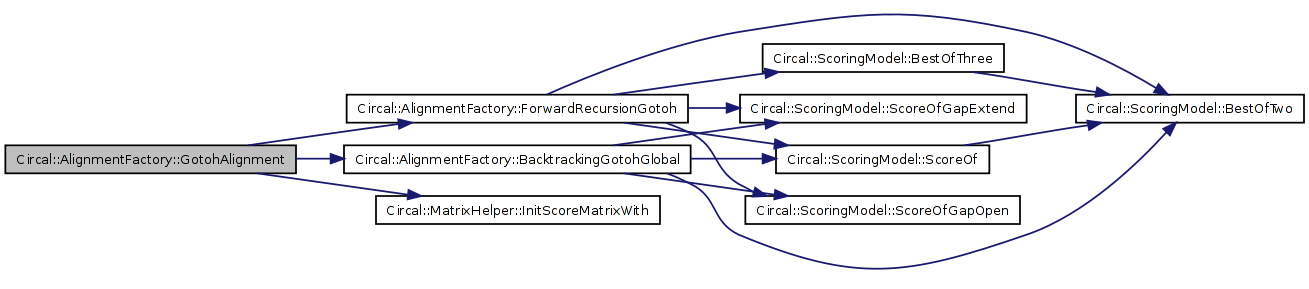 Circal::ScoringModel::BestOfThree
Circal::AlignmentFactory::ForwardRecursionGotoh
Circal::ScoringModel::ScoreOfGapExtend
Circal::ScoringModel::BestOfTwo
Circal::AlignmentFactory::GotohAlignment
Circal::AlignmentFactory::BacktrackingGotohGlobal
Circal::ScoringModel::ScoreOf
Circal::MatrixHelper::InitScoreMatrixWith
Circal::ScoringModel::ScoreOfGapOpen